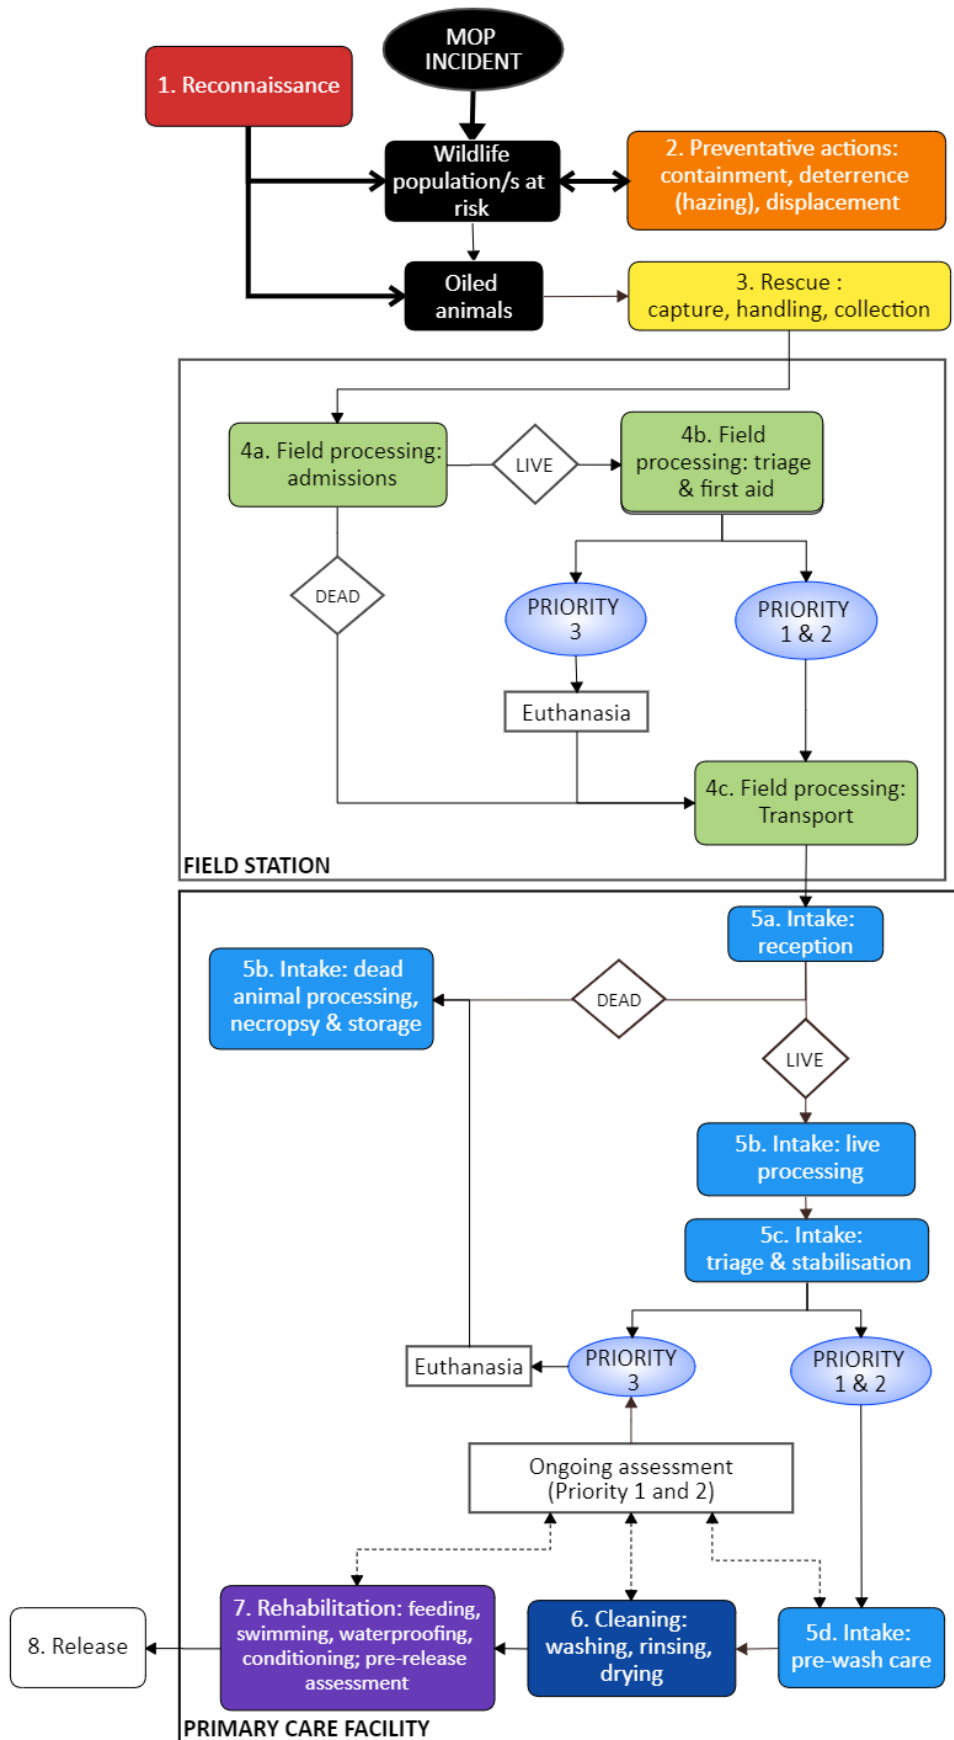 MOP
INCIDENT
1. Reconnaissance
Wildlife
population/s at
risk
2. Preventative actions:
containment, deterrence
(hazing), displacement
Oiled
animals
3. Rescue :
capture, handling, collection
4a. Field processing:
admissions
LIVE
4b. Field
processing: triage
& first aid
DEAD
PRIORITY
3
PRIORITY
1 & 2
Euthanasia
4c. Field processing:
Transport
FIELD STATION
5a. Intake:
reception
5b. Intake: dead
animal processing,
necropsy & storage
DEAD
LIVE
5b. Intake: live
processing
5c. Intake:
triage & stabilisation
Euthanasia
PRIORITY
3
PRIORITY
1 & 2
Ongoing assessment
(Priority 1 and 2)
8. Release
7. Rehabilitation: feeding,
swimming, waterproofing,
conditioning; pre-release
assessment
6. Cleaning:
washing, rinsing,
drying
5d. Intake:
pre-wash care
PRIMARY CARE FACILITY